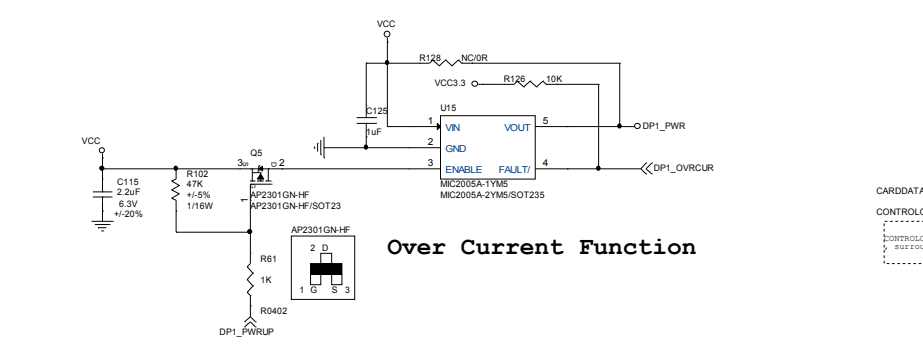 VCC
R128 NC/0R
VCC3.3 R126 10K
C125
1uF
U15
1 VIN VOUT 5 DP1_PWR
2 GND
3 ENABLE FAULT/ 4 DP1_OVRCUR
MIC2005A-1YM5
MIC2005A-2YM5/SOT235
VCC
C115
2.2uF
6.3V
+/-20%
R102
47K
+/-5%
1/16W
Q5
3 S D 2
G
1
AP2301GN-HF
AP2301GN-HF/SOT23
AP2301GN-HF
2 D
1 G S 3
Over Current Function
R61
1K
R0402
DP1_PWRUP
CARDDATA
CONTROLO
CONTROLO
surrou